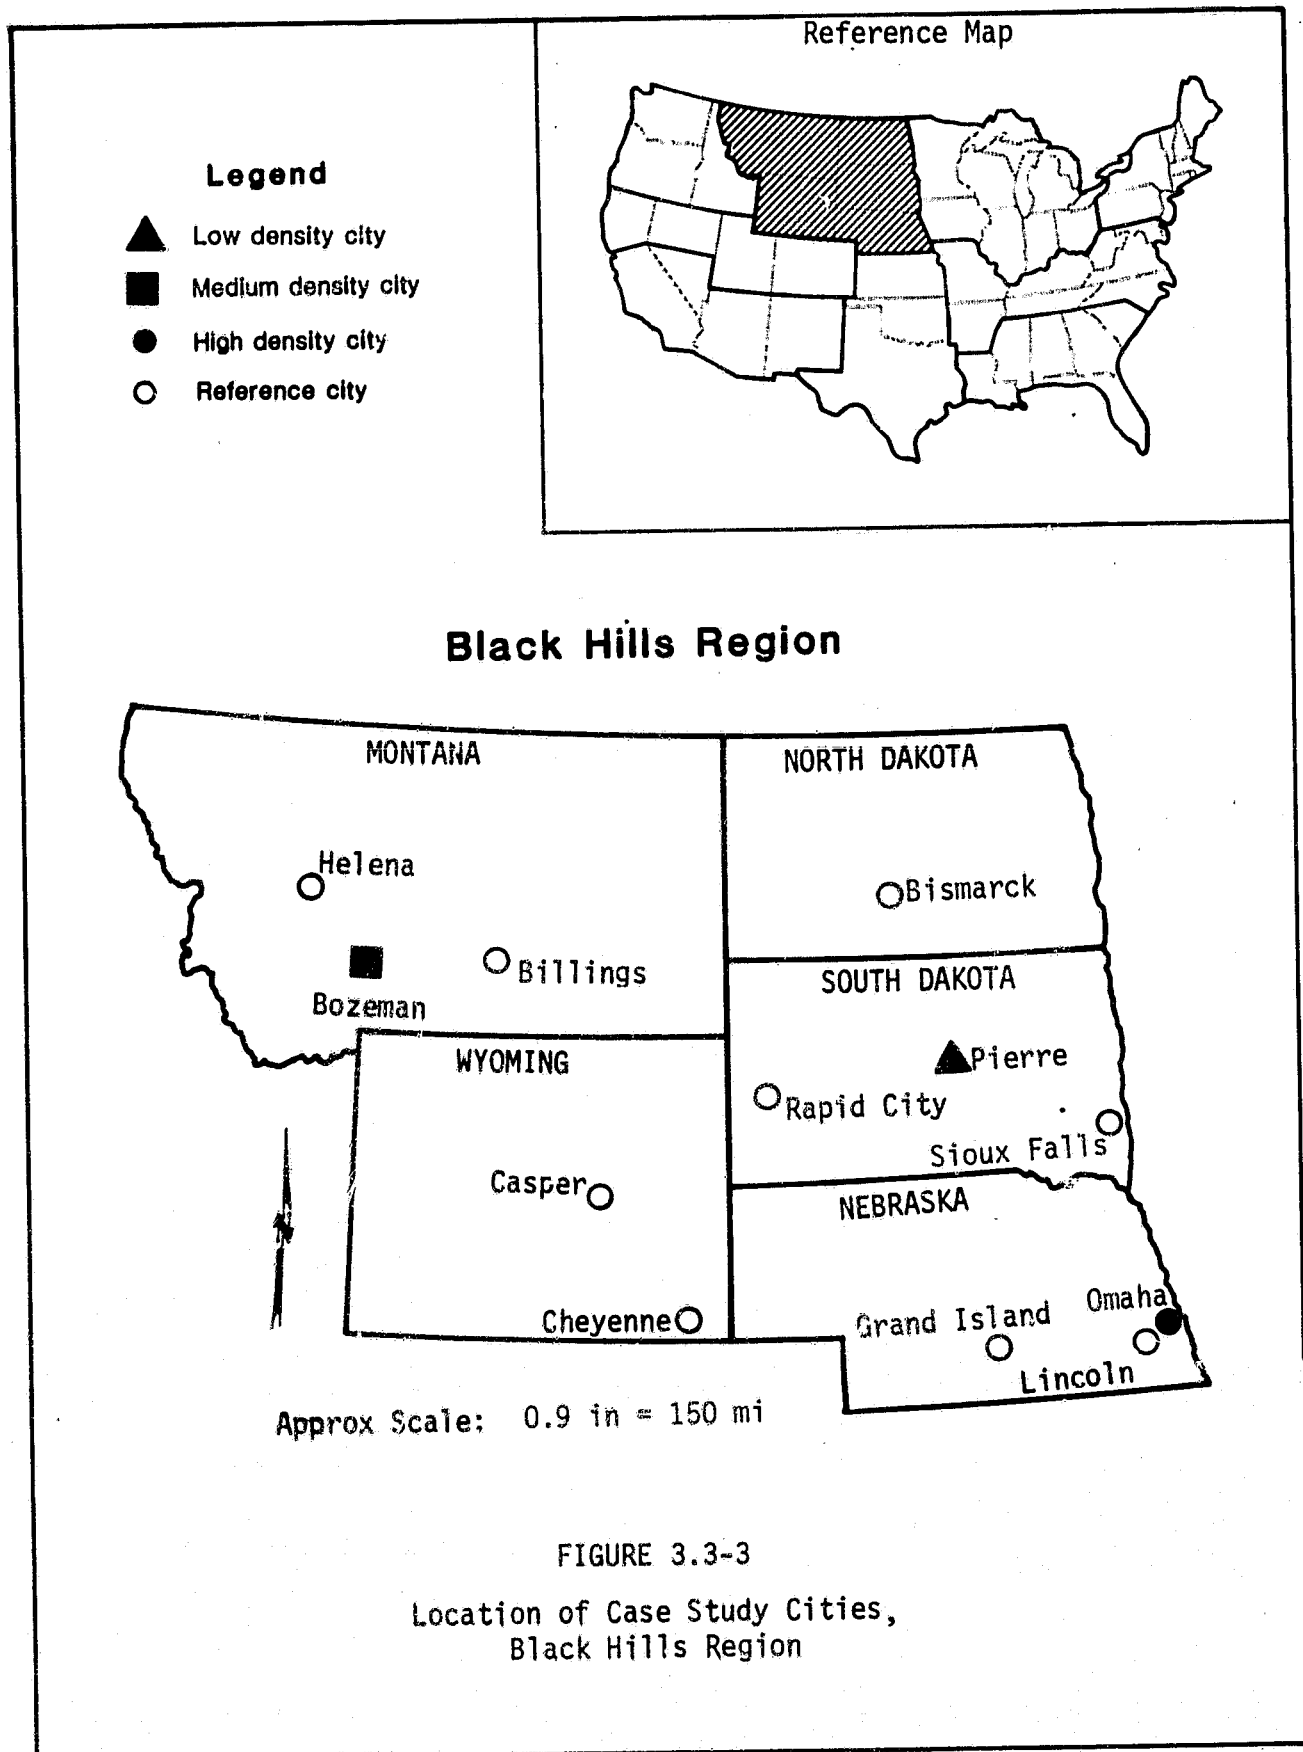 Reference Map
Legend
Low density city
Medium density city
High density city
Reference city
Black Hills Region
MONTANA
NORTH DAKOTA
Helena
Bismarck
Billings
Bozeman
SOUTH DAKOTA
WYOMING
Pierre
Rapid City
Sioux Falls
Casper
NEBRASKA
Omaha
Grand Island
Cheyenne
Lincoln
Approx Scale: 0.9 in = 150 mi
FIGURE 3.3-3
Location of Case Study Cities,
Black Hills Region